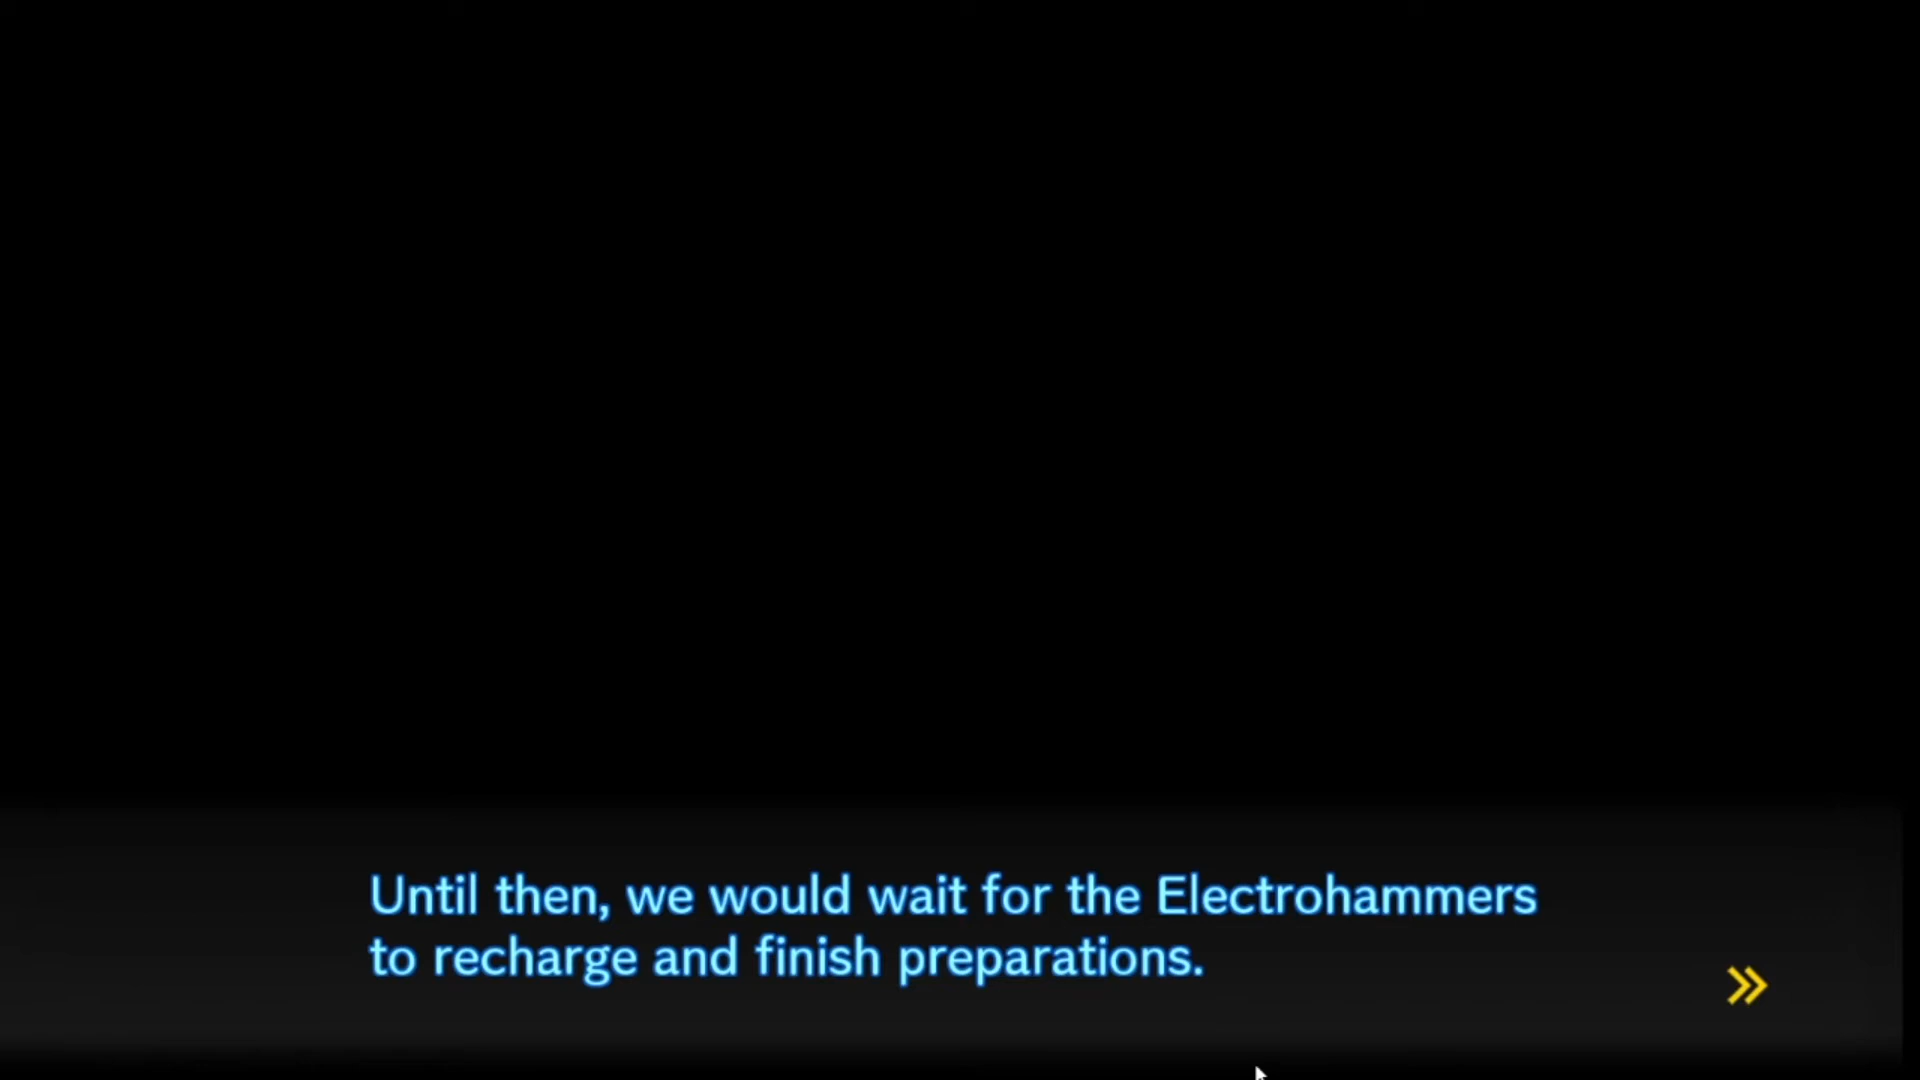 Until then, we would wait for the Electrohammers
to recharge and finish preparations.